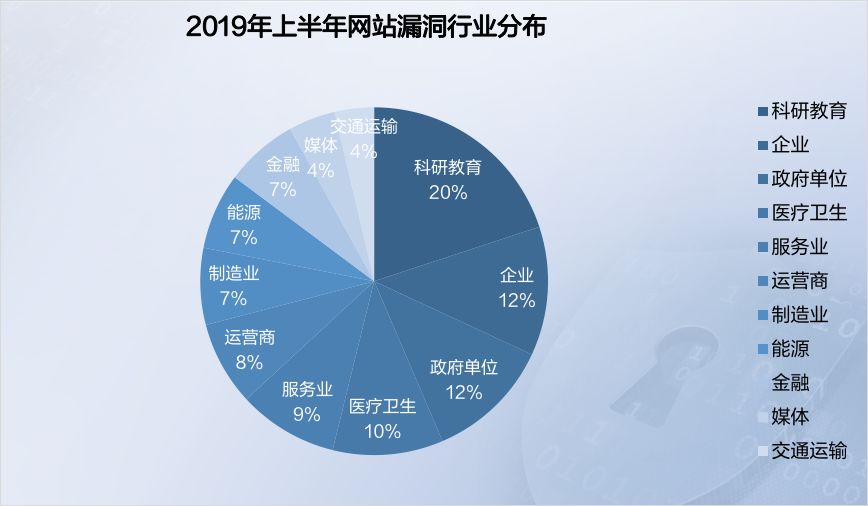 2019年上半年网站漏洞行业分布
科研教育
20%
企业
12%
政府单位
12%
医疗卫生
10%
服务业
9%
运营商
8%
制造业
7%
能源
7%
金融
7%
媒体
4%
交通运输
4%
科研教育
企业
政府单位
医疗卫生
服务业
运营商
制造业
能源
金融
媒体
交通运输